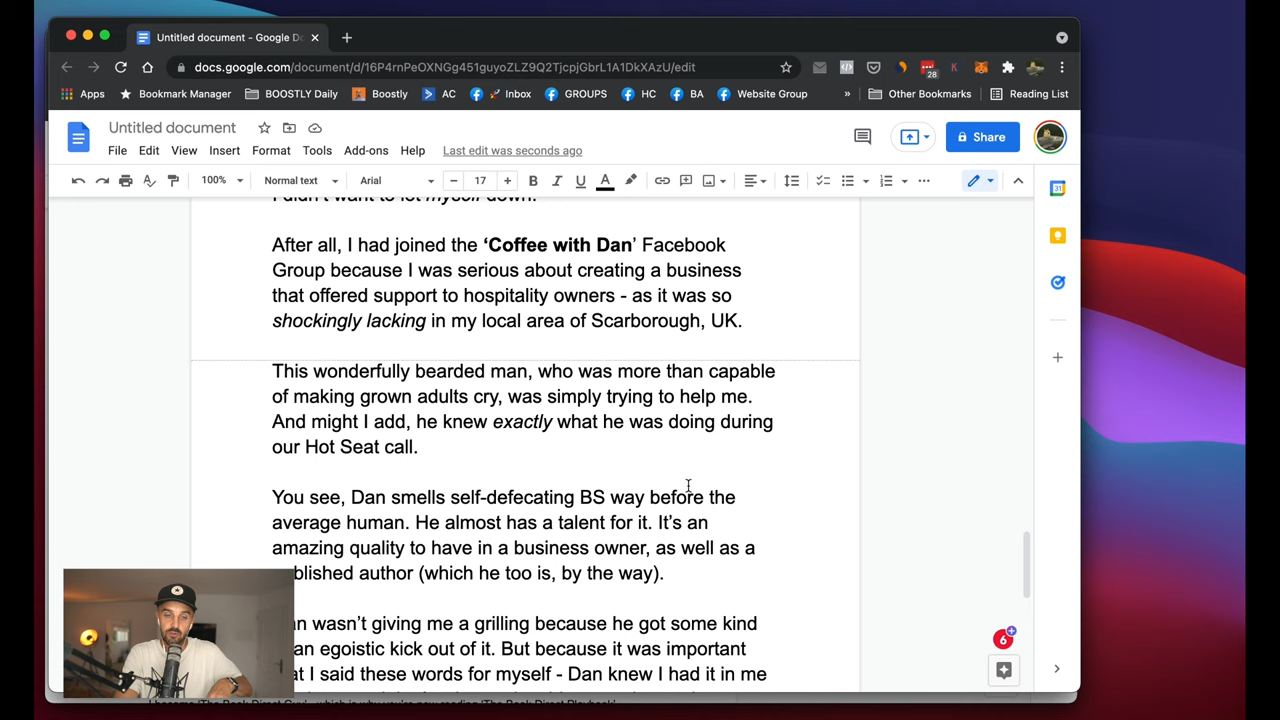 Untitled document - Google Do
docs.google.com/document/d/16P4rnPeOXNGg451guyoZLZ9Q2TjcpjGbrL1A1DkXAzU/edit
28
K
Apps
Bookmark Manager
BOOSTLY Daily
Boostly
AC
Inbox
GROUPS
HC
BA
Website Group
»
Other Bookmarks
Reading List
Untitled document
File Edit View Insert Format Tools Add-ons Help Last edit was seconds ago
Share
100% Normal text Arial 17 B I U A
31
I didn't want to let myself down.
After all, I had joined the ‘Coffee with Dan’ Facebook
Group because I was serious about creating a business
that offered support to hospitality owners - as it was so
shockingly lacking in my local area of Scarborough, UK.
This wonderfully bearded man, who was more than capable
of making grown adults cry, was simply trying to help me.
And might I add, he knew exactly what he was doing during
our Hot Seat call.
You see, Dan smells self-defecating BS way before the
average human. He almost has a talent for it. It’s an
amazing quality to have in a business owner, as well as a
blished author (which he too is, by the way).
n wasn’t giving me a grilling because he got some kind
an egoistic kick out of it. But because it was important
t I said these words for myself - Dan knew I had it in me
6